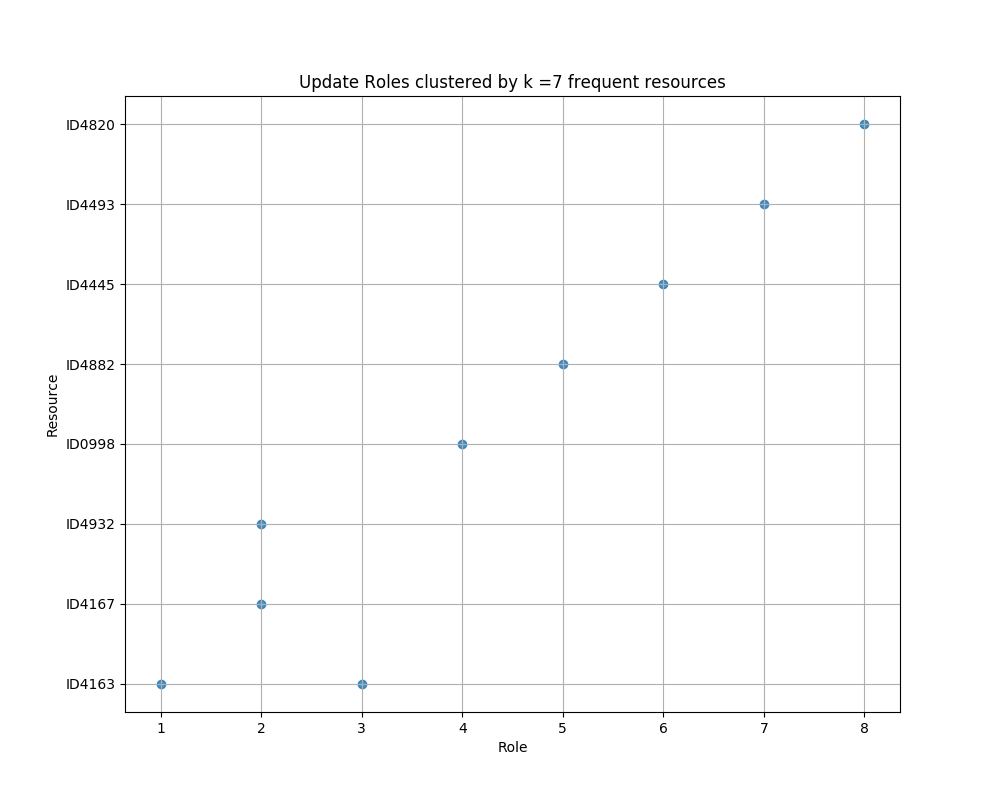 Update Roles clustered by k =7 frequent resources
ID4820
ID4493
ID4445
ID4882
ID0998
ID4932
ID4167
ID4163
Resource
1 2 3 4 5 6 7 8
Role